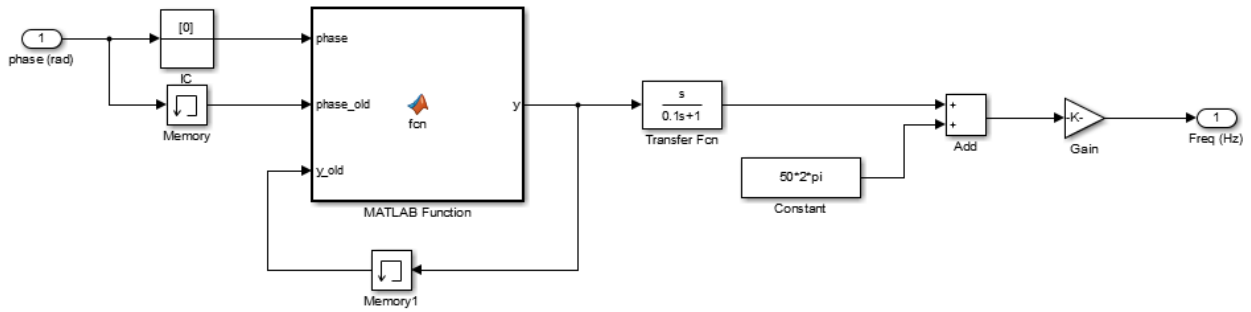 1
phase (rad)
[0]
IC
Memory
phase
phase_old
y_old
fcn
y
MATLAB Function
Memory1
s
0.1s+1
Transfer Fcn
50*2*pi
Constant
+
+
Add
-K-
Gain
1
Freq (Hz)